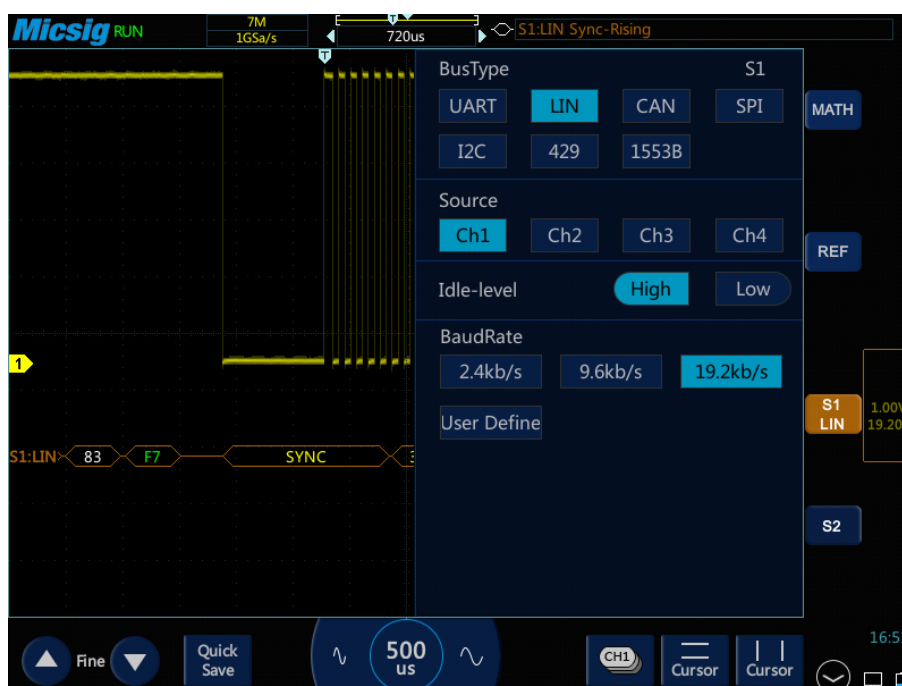 Micsig RUN
7M
1GSa/s
T
720us
S1:LIN Sync-Rising
T
BusType S1
UART LIN CAN SPI
MATH
I2C 429 1553B
Source
Ch1 Ch2 Ch3 Ch4
REF
Idle-level High Low
BaudRate
1
2.4kb/s 9.6kb/s 19.2kb/s
User Define
S1
LIN
1.00V
19.20
S1:LIN 83 F7 SYNC
S2
Fine
Quick
Save
500
us
CH1
Cursor
Cursor
16:5